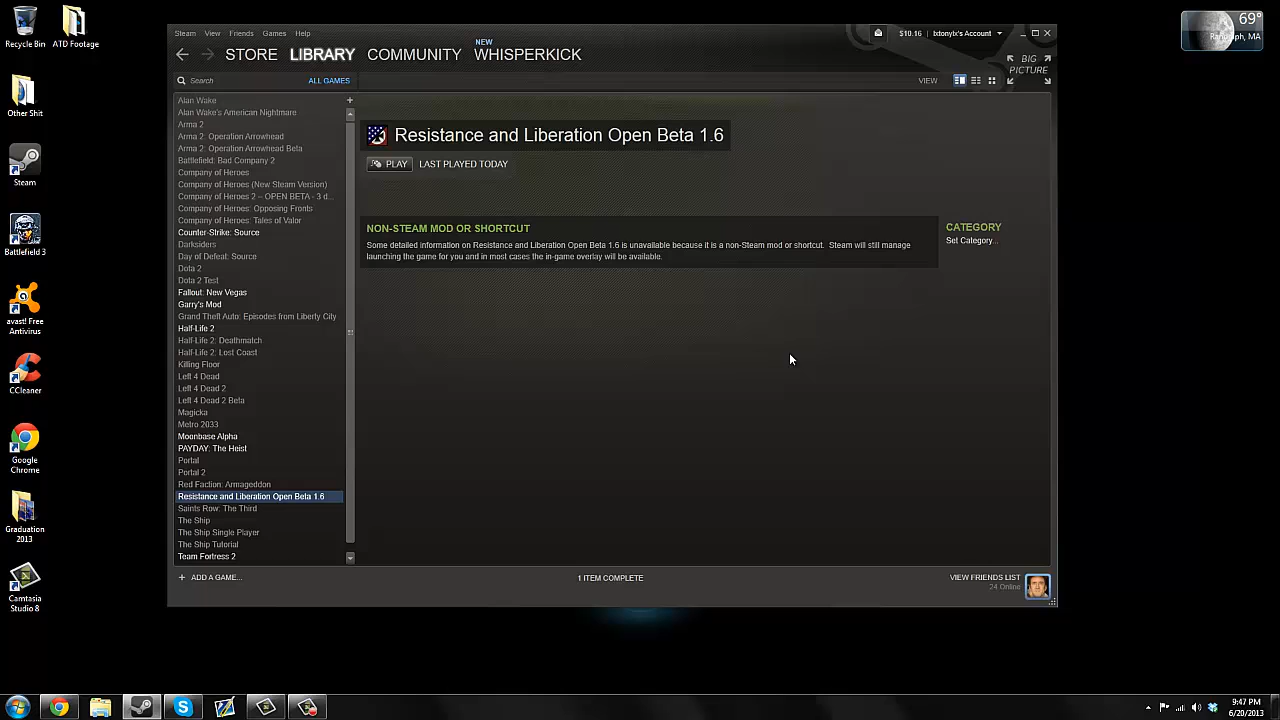 Recycle Bin
ATD Footage
Other Shit
Steam
Battlefield 3
avast! Free
Antivirus
CCleaner
Google
Chrome
Graduation
2013
Camtasia
Studio 8
Steam View Friends Games Help
$10.16
txtonytx's Account
STORE LIBRARY COMMUNITY WHISPERKICK
NEW
BIG
PICTURE
Search
ALL GAMES
VIEW
Alan Wake
Alan Wake's American Nightmare
Arma 2
Arma 2: Operation Arrowhead
Arma 2: Operation Arrowhead Beta
Battlefield: Bad Company 2
Company of Heroes
Company of Heroes (New Steam Version)
Company of Heroes 2 – OPEN BETA - 3 d...
Company of Heroes: Opposing Fronts
Company of Heroes: Tales of Valor
Counter-Strike: Source
Darksiders
Day of Defeat: Source
Dota 2
Dota 2 Test
Fallout: New Vegas
Garry's Mod
Grand Theft Auto: Episodes from Liberty City
Half-Life 2
Half-Life 2: Deathmatch
Half-Life 2: Lost Coast
Killing Floor
Left 4 Dead
Left 4 Dead 2
Left 4 Dead 2 Beta
Magicka
Metro 2033
Moonbase Alpha
PAYDAY: The Heist
Portal
Portal 2
Red Faction: Armageddon
Resistance and Liberation Open Beta 1.6
Saints Row: The Third
The Ship
The Ship Single Player
The Ship Tutorial
Team Fortress 2
Resistance and Liberation Open Beta 1.6
PLAY
LAST PLAYED TODAY
NON-STEAM MOD OR SHORTCUT
Some detailed information on Resistance and Liberation Open Beta 1.6 is unavailable because it is a non-Steam mod or shortcut. Steam will still manage
launching the game for you and in most cases the in-game overlay will be available.
CATEGORY
Set Category...
+ ADD A GAME...
1 ITEM COMPLETE
VIEW FRIENDS LIST
24 Online
69°
MA
9:47 PM
6/20/2013